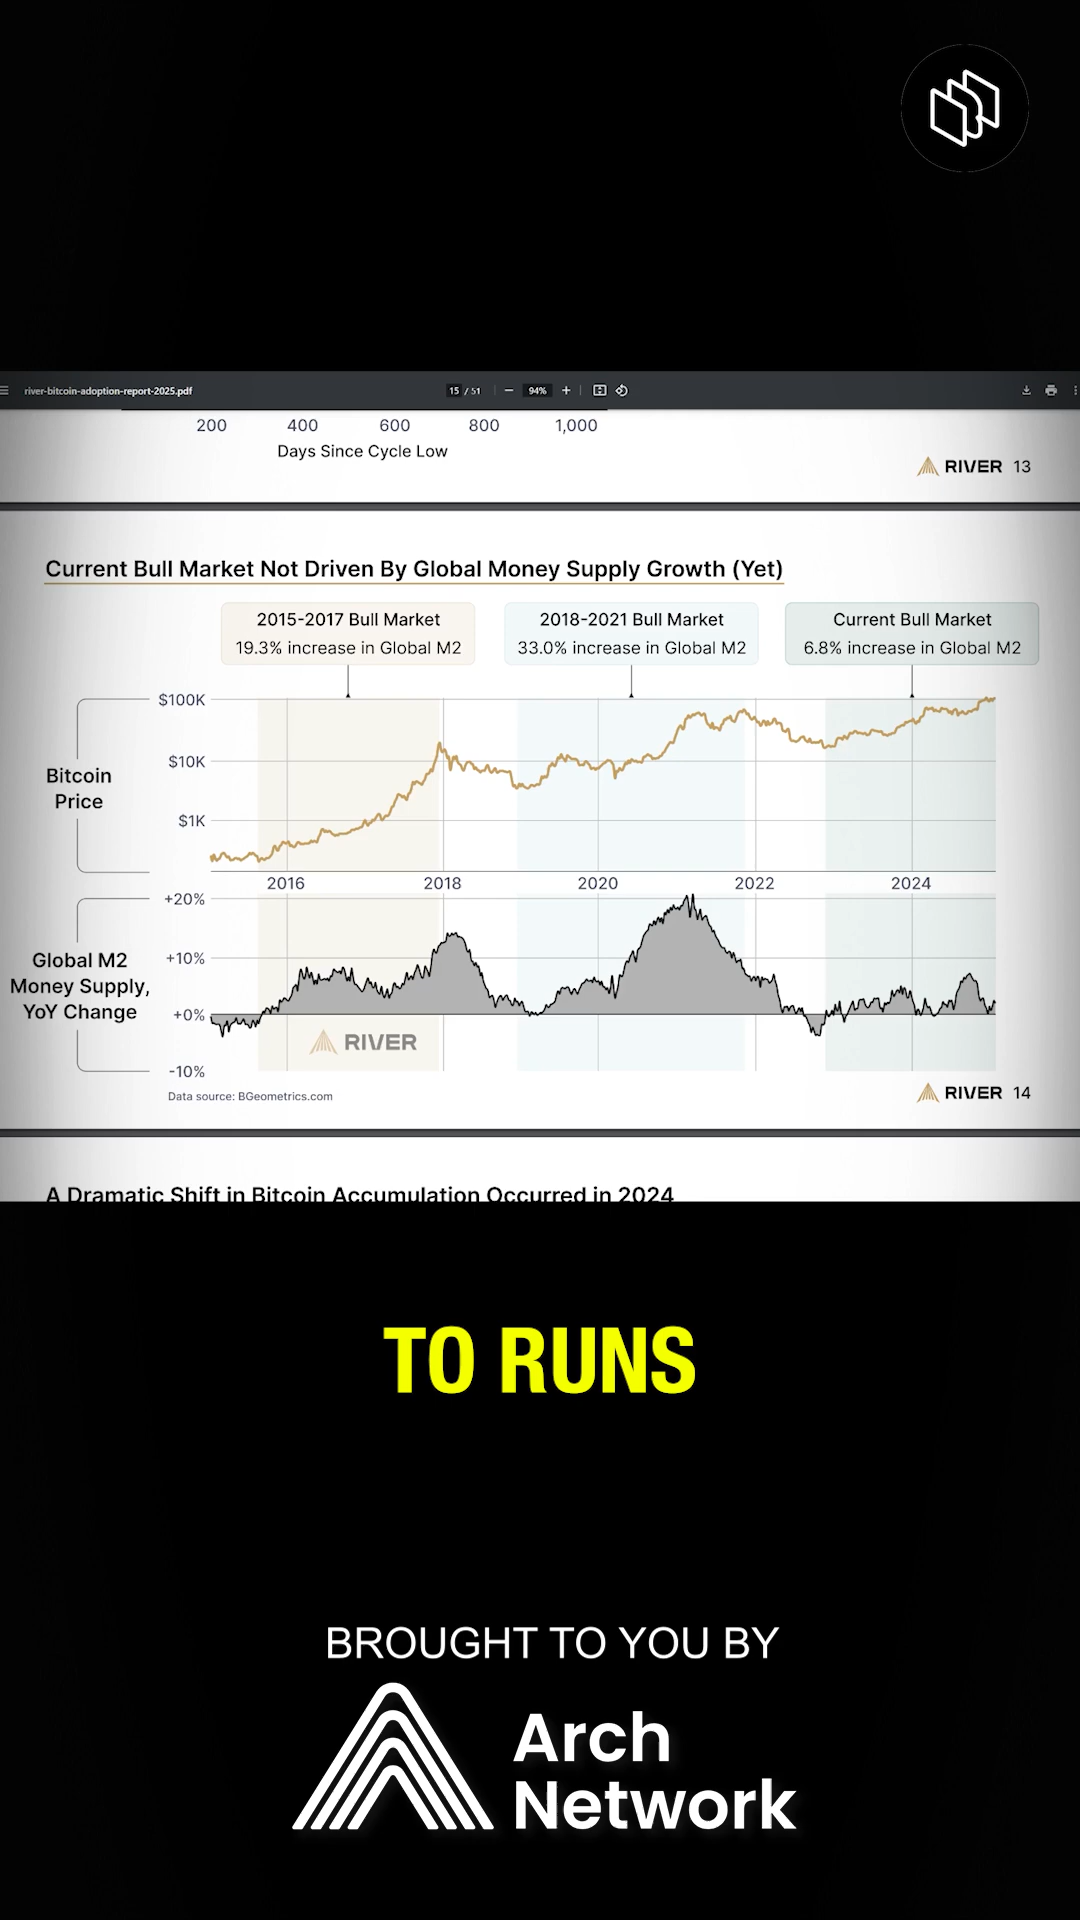 river-bitcoin-adoption-report-2025.pdf
15 / 51
94%
200 400 600 800 1,000
Days Since Cycle Low
RIVER 13
Current Bull Market Not Driven By Global Money Supply Growth (Yet)
2015-2017 Bull Market
19.3% increase in Global M2
2018-2021 Bull Market
33.0% increase in Global M2
Current Bull Market
6.8% increase in Global M2
Bitcoin
Price
$100K
$10K
$1K
2016 2018 2020 2022 2024
Global M2
Money Supply,
YoY Change
+20%
+10%
+0%
-10%
RIVER
Data source: BGeometrics.com
RIVER 14
A Dramatic Shift in Bitcoin Accumulation Occurred in 2024
TO RUNS
BROUGHT TO YOU BY
Arch
Network